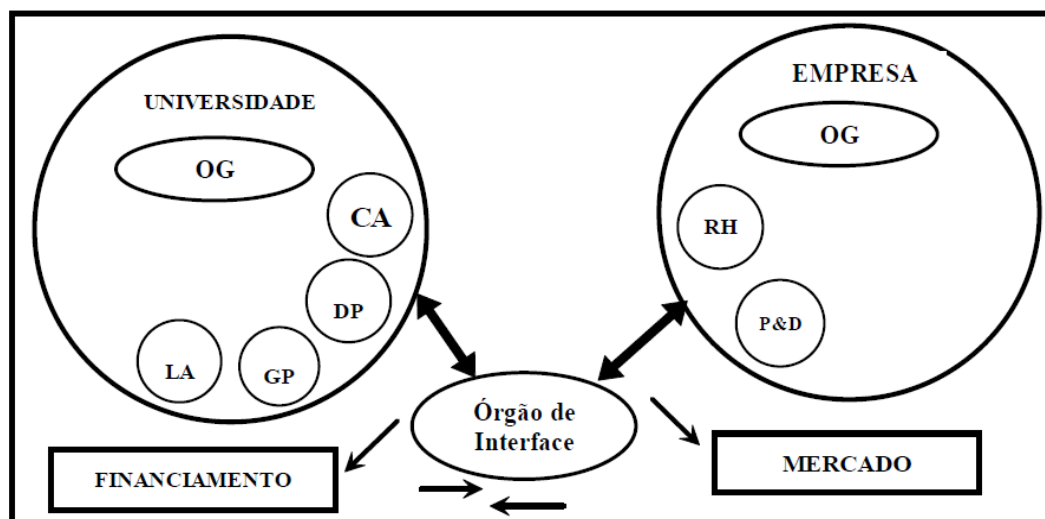 UNIVERSIDADE
OG
CA
DP
GP
LA
EMPRESA
OG
RH
P&D
Órgão de
Interface
FINANCIAMENTO
MERCADO